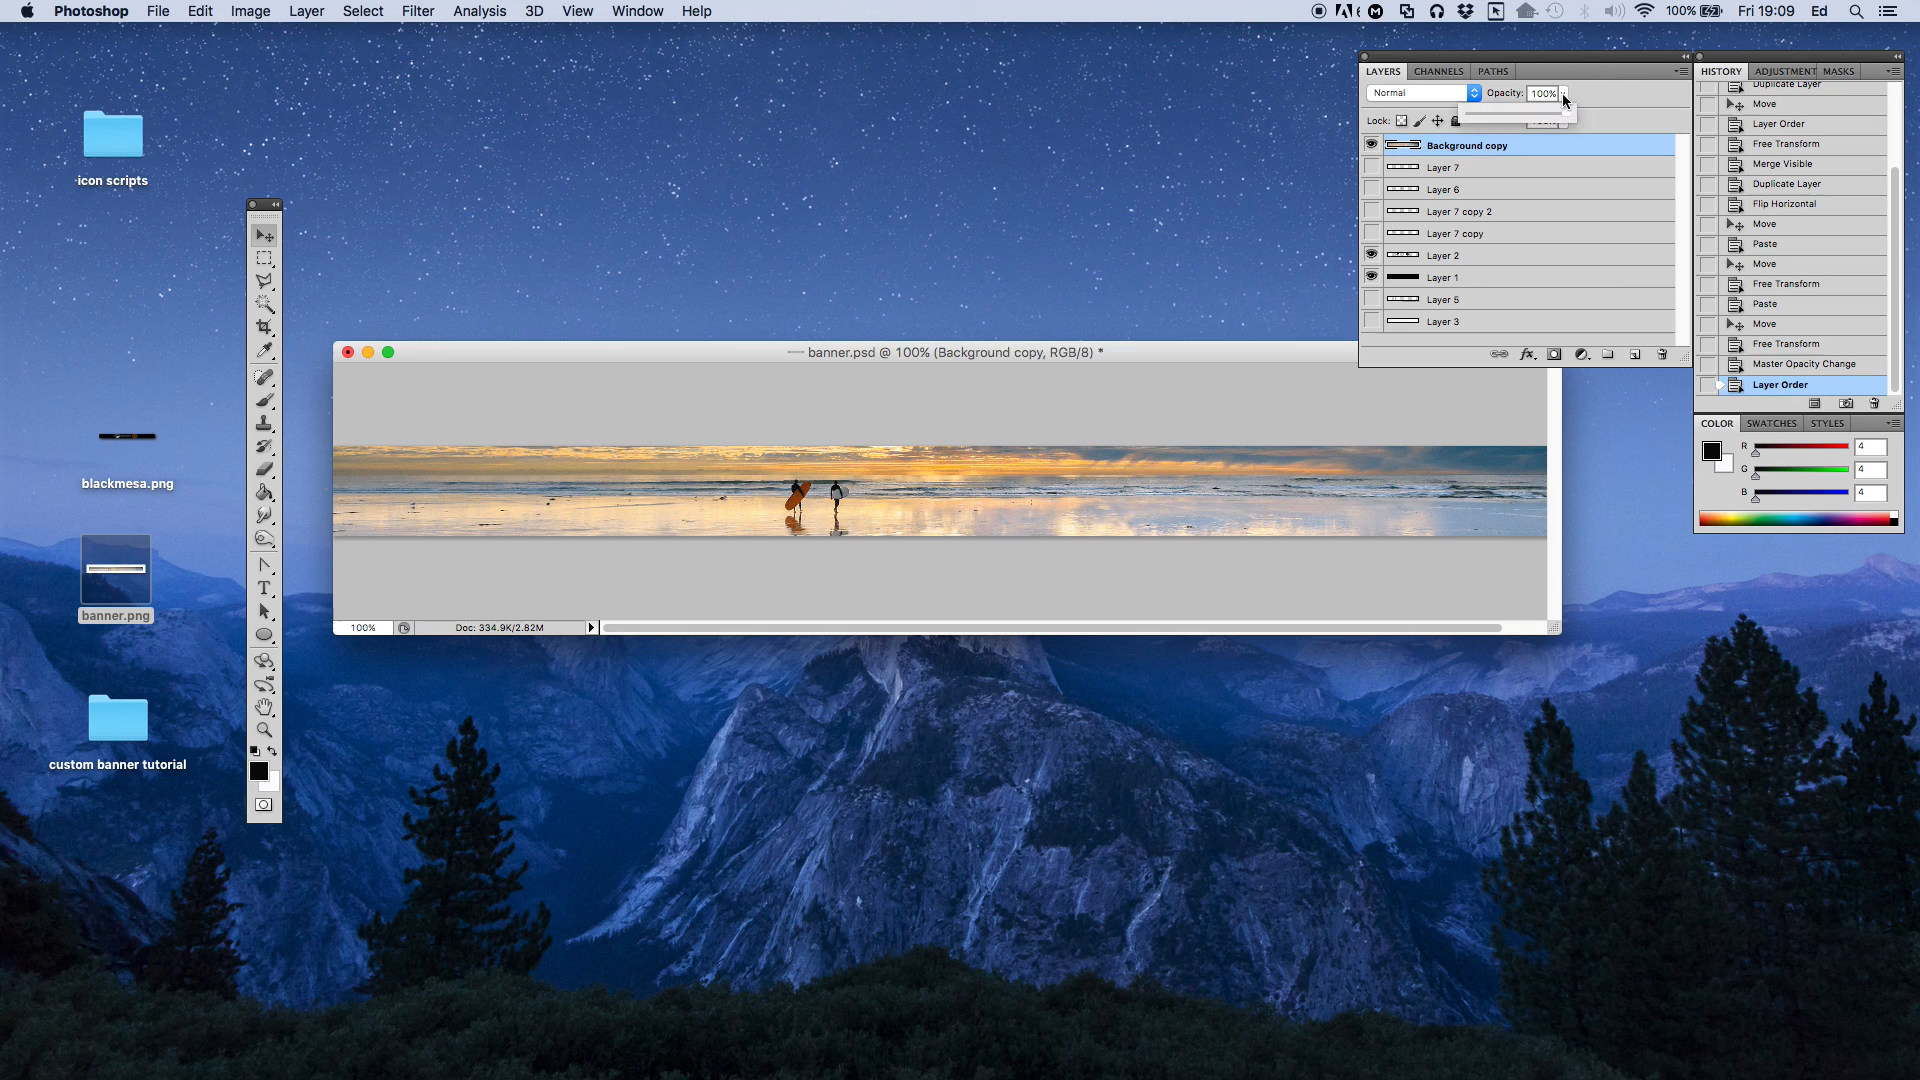 Photoshop File Edit Image Layer Select Filter Analysis 3D View Window Help
100% Fri 19:09 Ed
icon scripts
blackmesa.png
banner.png
custom banner tutorial
banner.psd @ 100% (Background copy, RGB/8) *
100% Doc: 334.9K/2.82M
LAYERS CHANNELS PATHS
Normal Opacity: 100%
Lock:
Background copy
Layer 7
Layer 6
Layer 7 copy 2
Layer 7 copy
Layer 2
Layer 1
Layer 5
Layer 3
HISTORY ADJUSTMENT MASKS
Duplicate Layer
Move
Layer Order
Free Transform
Merge Visible
Duplicate Layer
Flip Horizontal
Move
Paste
Move
Free Transform
Paste
Move
Free Transform
Master Opacity Change
Layer Order
COLOR SWATCHES STYLES
R 4
G 4
B 4